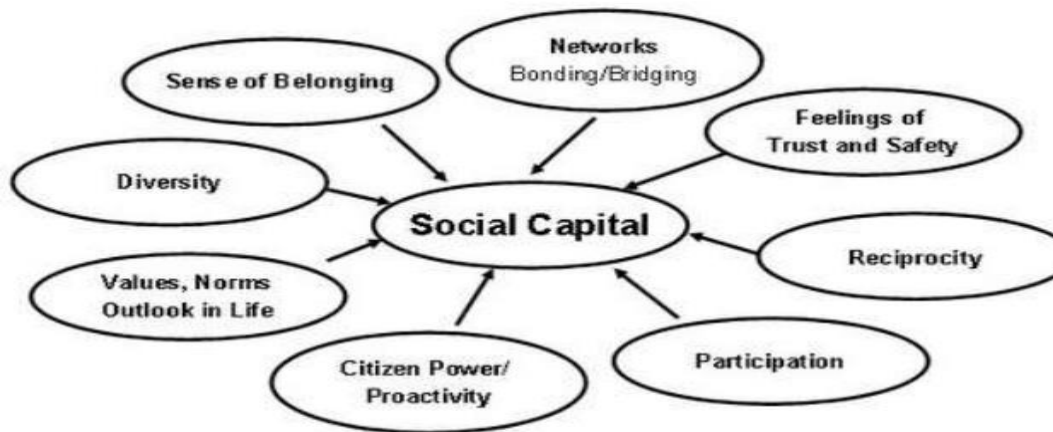 Networks
Bonding/Bridging
Sense of Belonging
Feelings of
Trust and Safety
Diversity
Social Capital
Reciprocity
Values, Norms
Outlook in Life
Citizen Power/
Proactivity
Participation